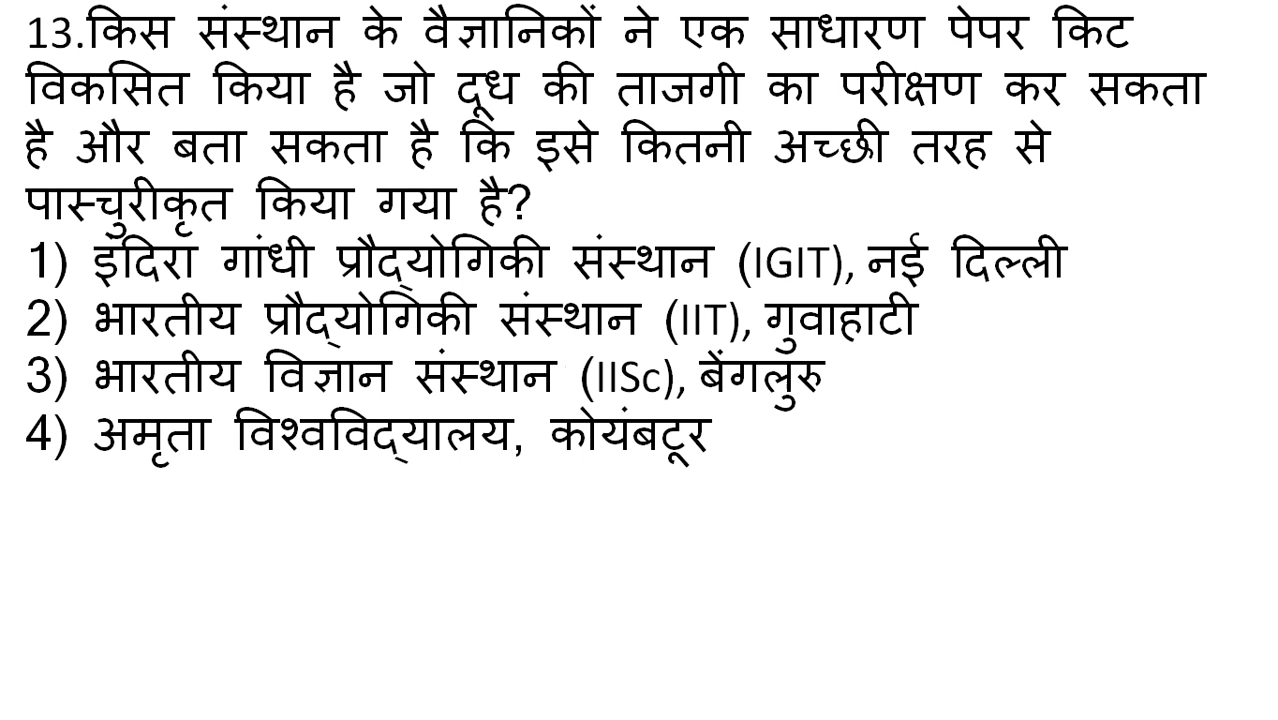 13.किस संस्थान के वैज्ञानिकों ने एक साधारण पेपर किट
विकसित किया है जो दूध की ताजगी का परीक्षण कर सकता
है और बता सकता है कि इसे कितनी अच्छी तरह से
पास्चुरीकृत किया गया है?
1) इंदिरा गांधी प्रौद्योगिकी संस्थान (IGIT), नई दिल्ली
2) भारतीय प्रौद्योगिकी संस्थान (IIT), गुवाहाटी
3) भारतीय विज्ञान संस्थान (IISc), बेंगलुरु
4) अमृता विश्वविद्यालय, कोयंबटूर